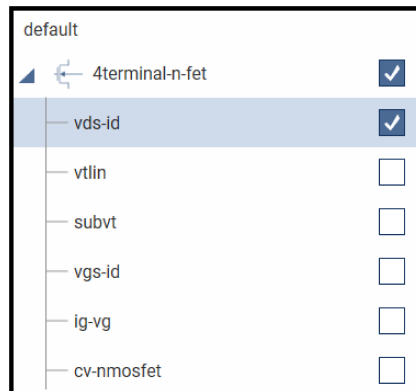 default
4terminal-n-fet
vds-id
vtlin
subvt
vgs-id
ig-vg
cv-nmosfet